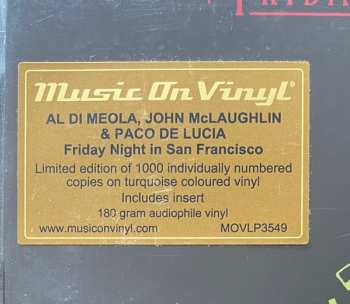 Music On Vinyl®
AL DI MEOLA, JOHN McLAUGHLIN
& PACO DE LUCIA
Friday Night in San Francisco
Limited edition of 1000 individually numbered
copies on turquoise coloured vinyl
Includes insert
180 gram audiophile vinyl
www.musiconvinyl.com MOVLP3549